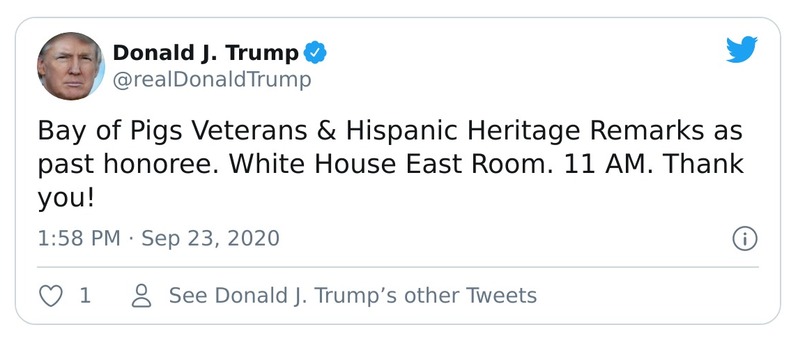 Donald J. Trump
@realDonaldTrump
Bay of Pigs Veterans & Hispanic Heritage Remarks as
past honoree. White House East Room. 11 AM. Thank
you!
1:58 PM · Sep 23, 2020
1 See Donald J. Trump’s other Tweets